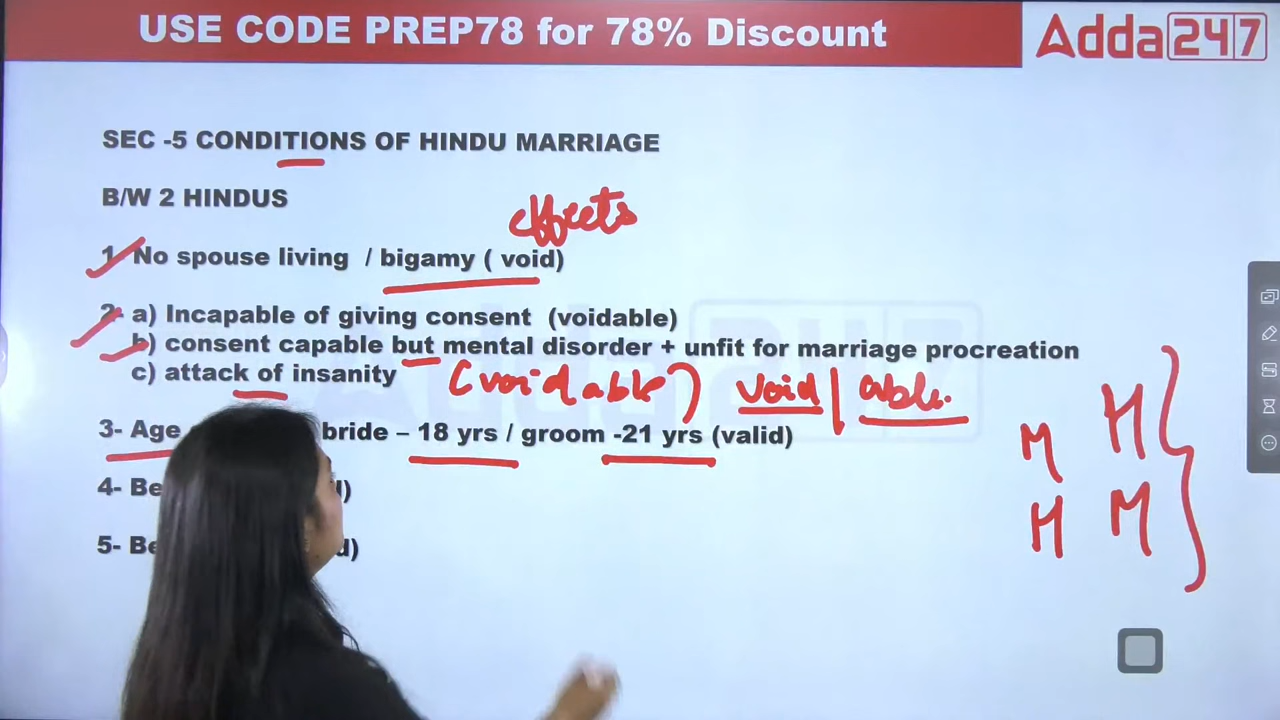 USE CODE PREP78 for 78% Discount
Adda247
SEC -5 CONDITIONS OF HINDU MARRIAGE
B/W 2 HINDUS
effects
1- No spouse living / bigamy ( void)
2- a) Incapable of giving consent (voidable)
b) consent capable but mental disorder + unfit for marriage procreation
c) attack of insanity (voidable) void | able.
3- Age bride – 18 yrs / groom -21 yrs (valid)
M H
H M
4- Be
5- Be